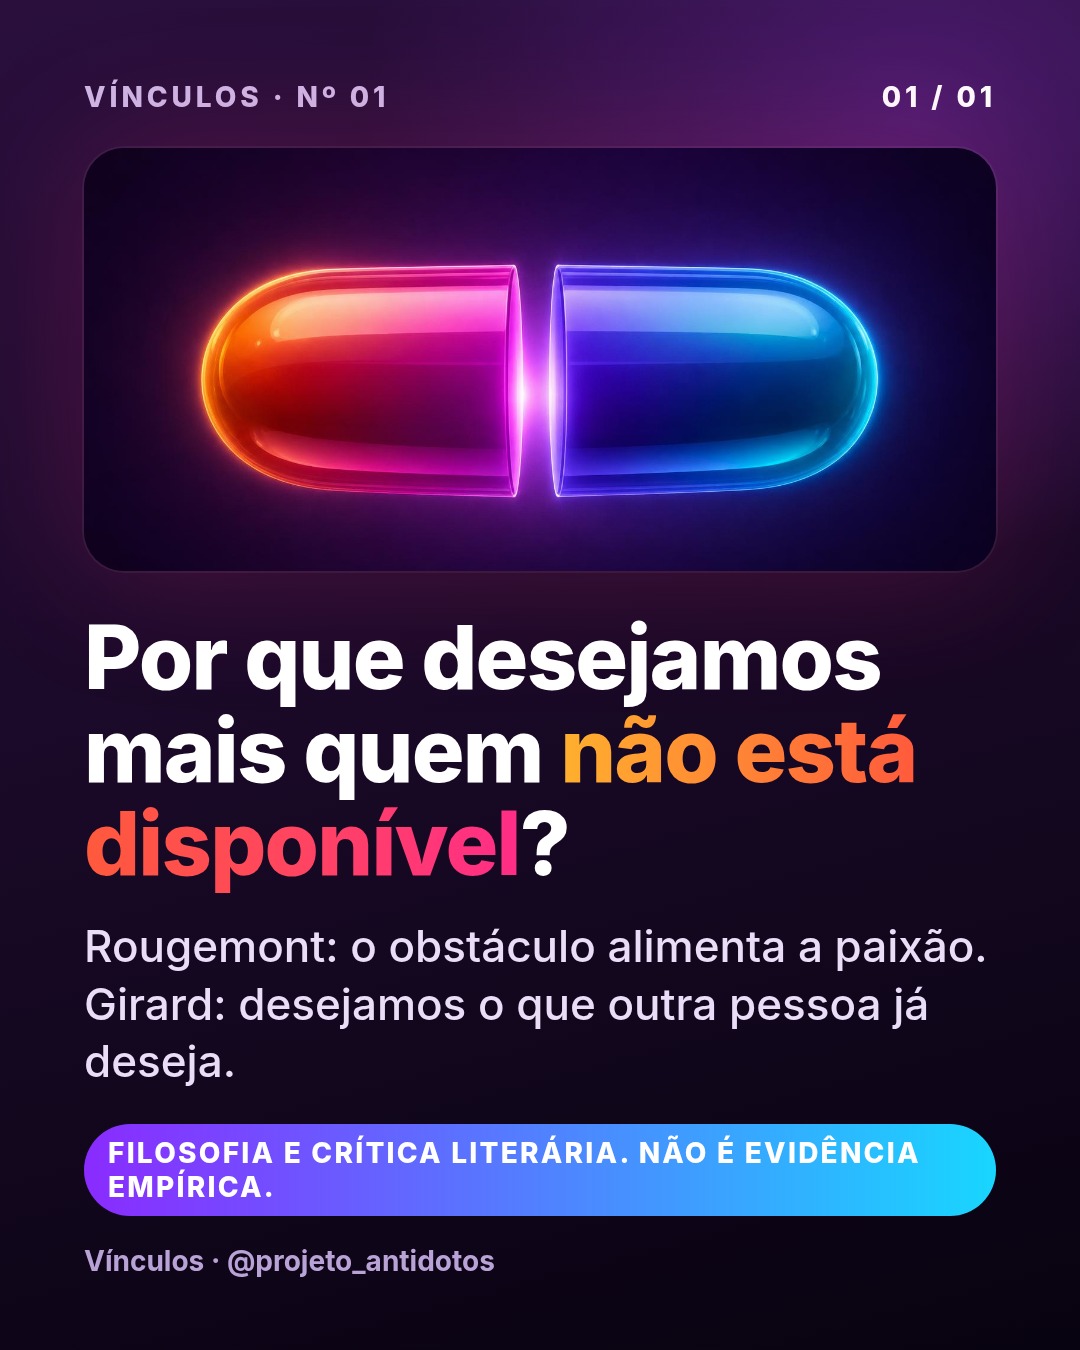 VÍNCULOS · Nº 01
01 / 01
Por que desejamos
mais quem não está
disponível?
Rougemont: o obstáculo alimenta a paixão.
Girard: desejamos o que outra pessoa já
deseja.
FILOSOFIA E CRÍTICA LITERÁRIA. NÃO É EVIDÊNCIA
EMPÍRICA.
Vínculos · @projeto_antidotos